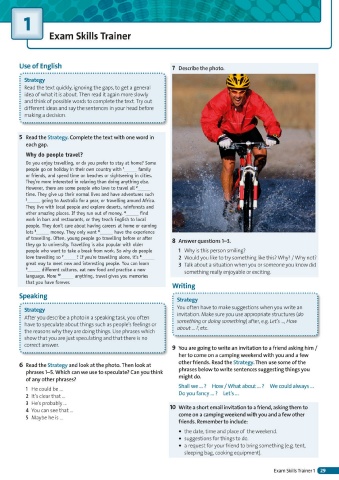 1
Exam Skills Trainer
Use of English
Strategy
Read the text quickly, ignoring the gaps, to get a general
idea of what it is about. Then read it again more slowly
and think of possible words to complete the text. Try out
different ideas and say the sentences in your head before
making a decision.
5 Read the Strategy. Complete the text with one word in
each gap.
Why do people travel?
Do you enjoy travelling, or do you prefer to stay at home? Some
people go on holiday in their own country with 1____ family
or friends, and spend time on beaches or sightseeing in cities.
They're more interested in relaxing than doing anything else.
However, there are some people who love to travel all 2____
time. They give up their normal lives and have adventures such
3____ going to Australia for a year, or travelling around Africa.
They live with local people and explore deserts, rainforests and
other amazing places. If they run out of money, 4____ find
work in bars and restaurants, or they teach English to local
people. They don't care about having careers at home or earning
lots 5____ money. They only want 6____ have the experience
of travelling. Often, young people go travelling before or after
they go to university. Travelling is also popular with older
people who want to take a break from work. So why do people
love travelling so 7____ ? If you're travelling alone, it's 8____
great way to meet new and interesting people. You can learn
9____ different cultures, eat new food and practise a new
language. More 10____ anything, travel gives you memories
that you have forever.
Speaking
Strategy
After you describe a photo in a speaking task, you often
have to speculate about things such as people's feelings or
the reasons why they are doing things. Use phrases which
show that you are just speculating and that there is no
correct answer.
6 Read the Strategy and look at the photo. Then look at
phrases 1–5. Which can we use to speculate? Can you think
of any other phrases?
1 He could be ...
2 It's clear that ...
3 He's probably ...
4 You can see that ...
5 Maybe he is ...
7 Describe the photo.
8 Answer questions 1–3.
1 Why is this person smiling?
2 Would you like to try something like this? Why? / Why not?
3 Talk about a situation when you or someone you know did
something really enjoyable or exciting.
Writing
Strategy
You often have to make suggestions when you write an
invitation. Make sure you use appropriate structures (do
something or doing something) after, e.g. Let's ..., How
about ... ?, etc.
9 You are going to write an invitation to a friend asking him /
her to come on a camping weekend with you and a few
other friends. Read the Strategy. Then use some of the
phrases below to write sentences suggesting things you
might do.
Shall we ... ? How / What about ... ? We could always ...
Do you fancy ... ? Let's ...
10 Write a short email invitation to a friend, asking them to
come on a camping weekend with you and a few other
friends. Remember to include:
• the date, time and place of the weekend.
• suggestions for things to do.
• a request for your friend to bring something (e.g. tent,
sleeping bag, cooking equipment).
Exam Skills Trainer 1 29